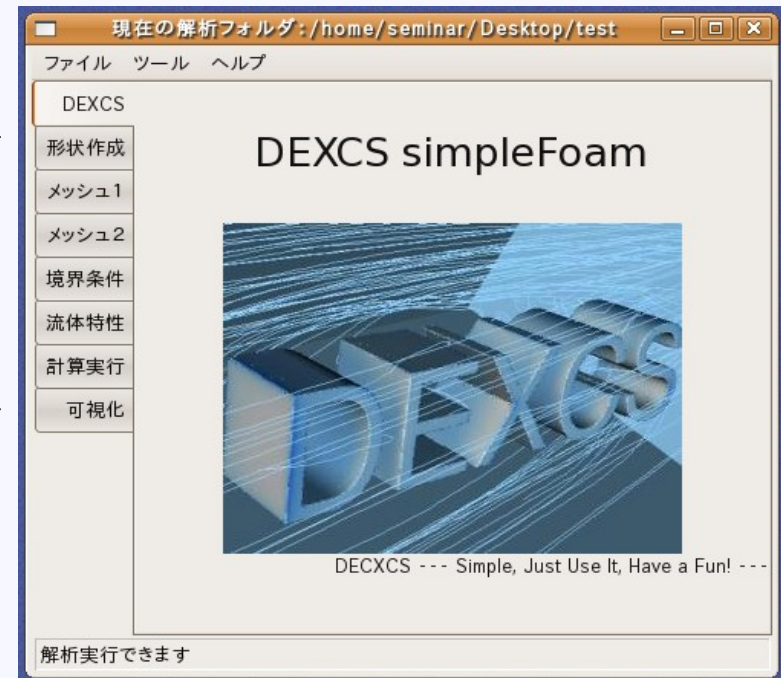 現在の解析フォルダ:/home/seminar/Desktop/test
ファイル ツール ヘルプ
DEXCS
形状作成
メッシュ1
メッシュ2
境界条件
流体特性
計算実行
可視化
DEXCS simpleFoam
DEXCS
DECXCS --- Simple, Just Use It, Have a Fun! ---
解析実行できます